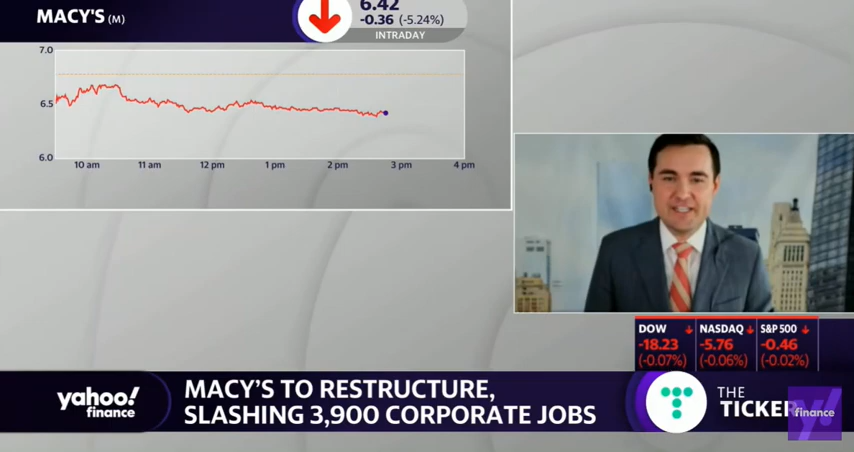 MACY'S (M)
6.42
-0.36 (-5.24%)
INTRADAY
7.0
6.5
6.0
10 am 11 am 12 pm 1 pm 2 pm 3 pm 4 pm
DOW NASDAQ S&P 500
-18.23 -5.76 -0.46
(-0.07%) (-0.06%) (-0.02%)
yahoo!
finance
MACY'S TO RESTRUCTURE,
SLASHING 3,900 CORPORATE JOBS
THE
TICKER
y!
finance